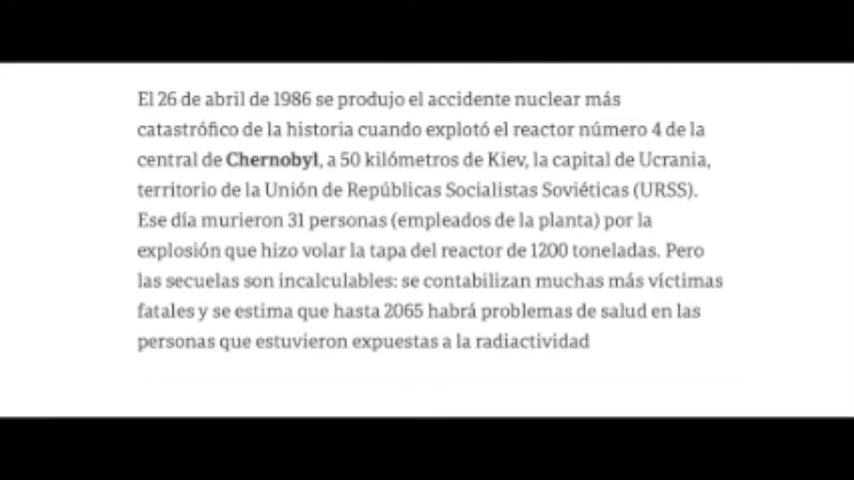 El 26 de abril de 1986 se produjo el accidente nuclear más
catastrófico de la historia cuando explotó el reactor número 4 de la
central de Chernobyl, a 50 kilómetros de Kiev, la capital de Ucrania,
territorio de la Unión de Repúblicas Socialistas Soviéticas (URSS).
Ese día murieron 31 personas (empleados de la planta) por la
explosión que hizo volar la tapa del reactor de 1200 toneladas. Pero
las secuelas son incalculables: se contabilizan muchas más víctimas
fatales y se estima que hasta 2065 habrá problemas de salud en las
personas que estuvieron expuestas a la radiactividad